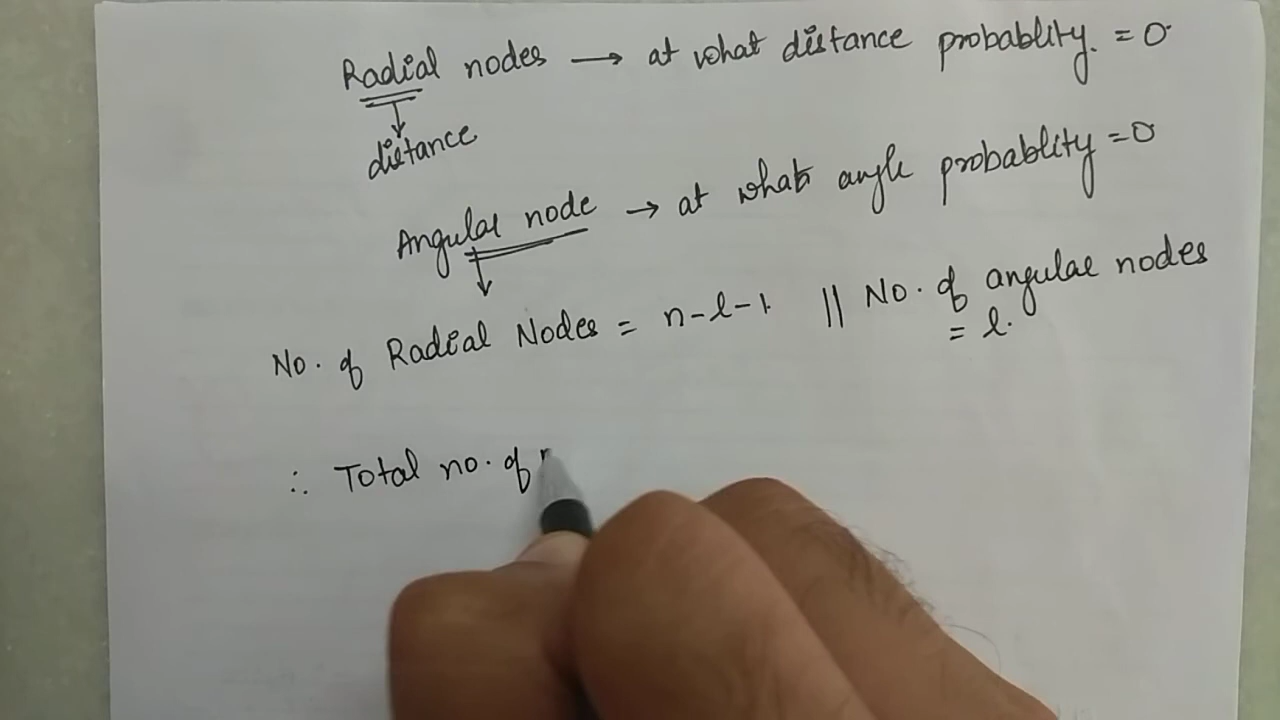 Radial nodes → at what distance probablity. = 0
distance
Angular node → at what angle probablity = 0
No. of Radial Nodes = n-l-1. || No. of angular nodes
= l.
∴ Total no. of